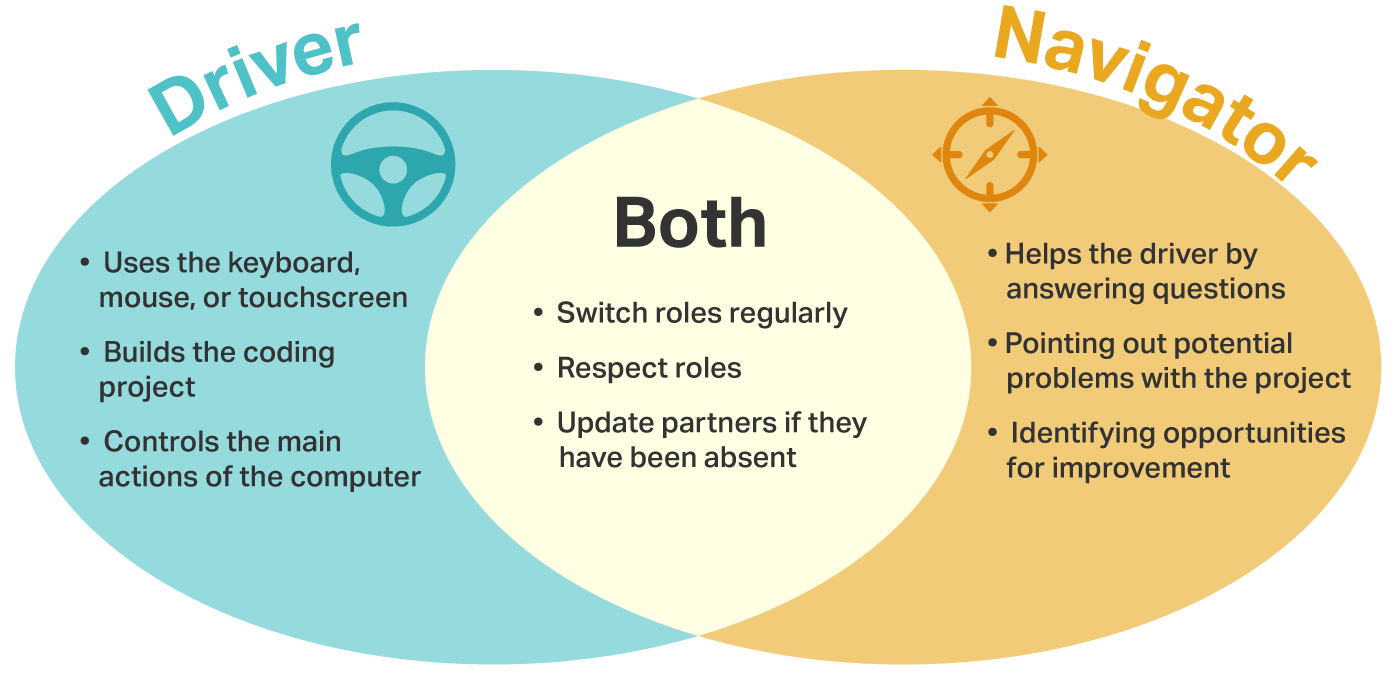 Driver
• Uses the keyboard,
mouse, or touchscreen
• Builds the coding
project
• Controls the main
actions of the computer
Both
• Switch roles regularly
• Respect roles
• Update partners if they
have been absent
Navigator
• Helps the driver by
answering questions
• Pointing out potential
problems with the project
• Identifying opportunities
for improvement